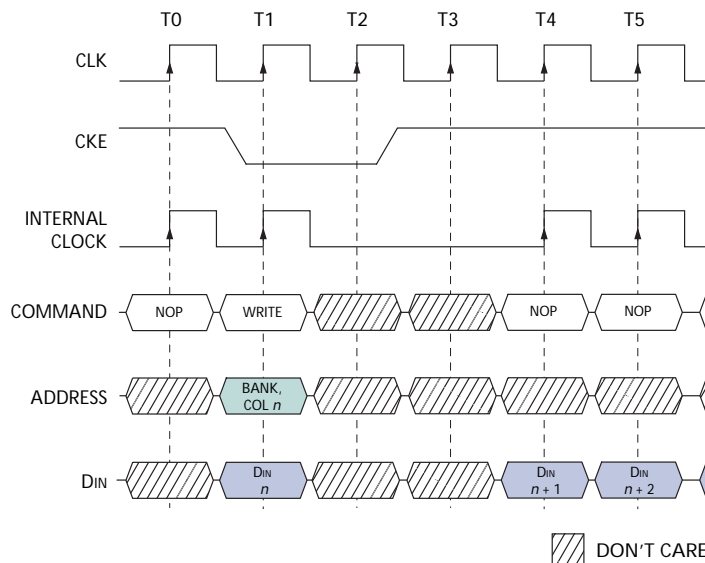 T0 T1 T2 T3 T4 T5
CLK
CKE
INTERNAL
CLOCK
COMMAND NOP WRITE NOP NOP
ADDRESS BANK,
COL n
DIN DIN
n DIN
n + 1 DIN
n + 2
DON'T CARE